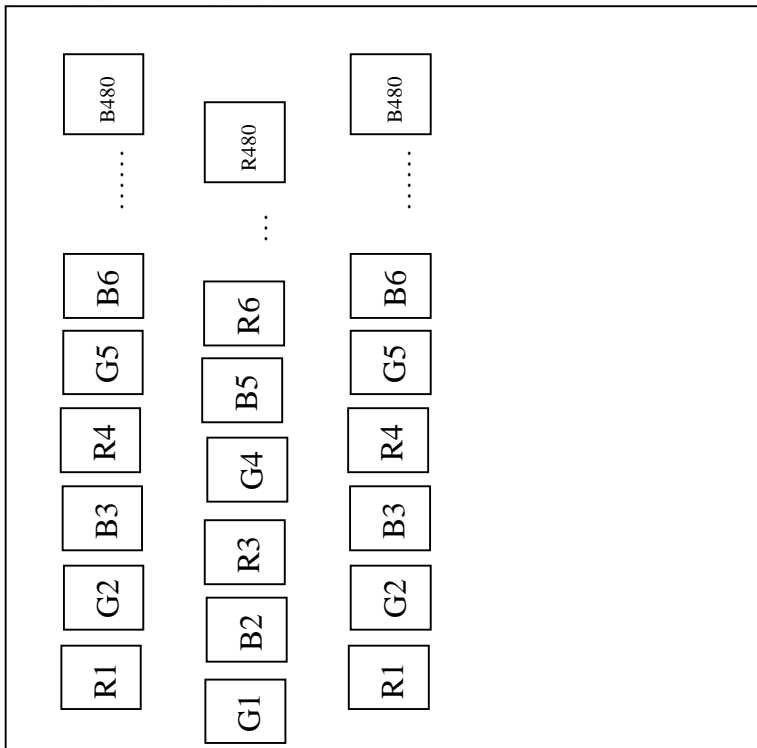 R1 G2 B3 R4 G5 B6 ...... B480
G1 B2 R3 G4 B5 R6 ... R480
R1 G2 B3 R4 G5 B6 ...... B480